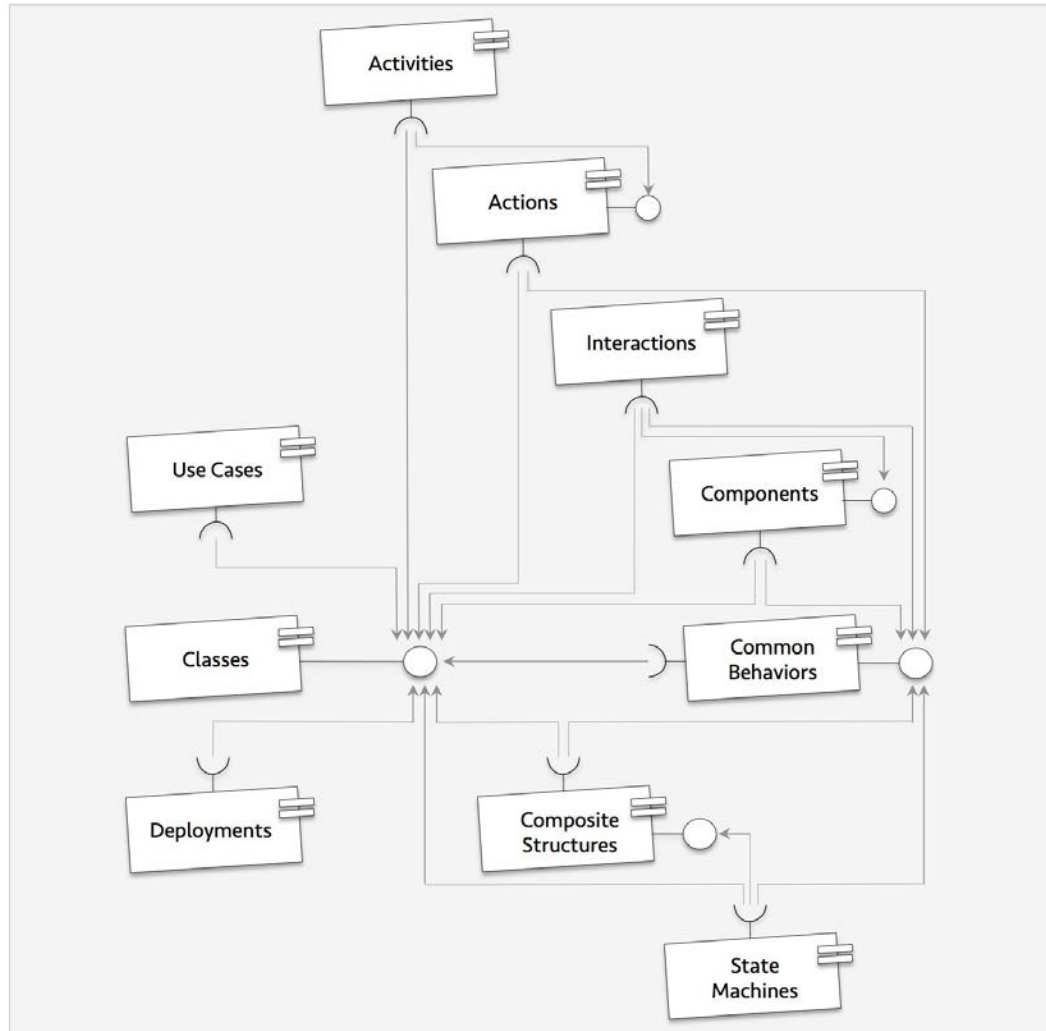 Activities
Actions
Interactions
Use Cases
Components
Classes
Common
Behaviors
Deployments
Composite
Structures
State
Machines